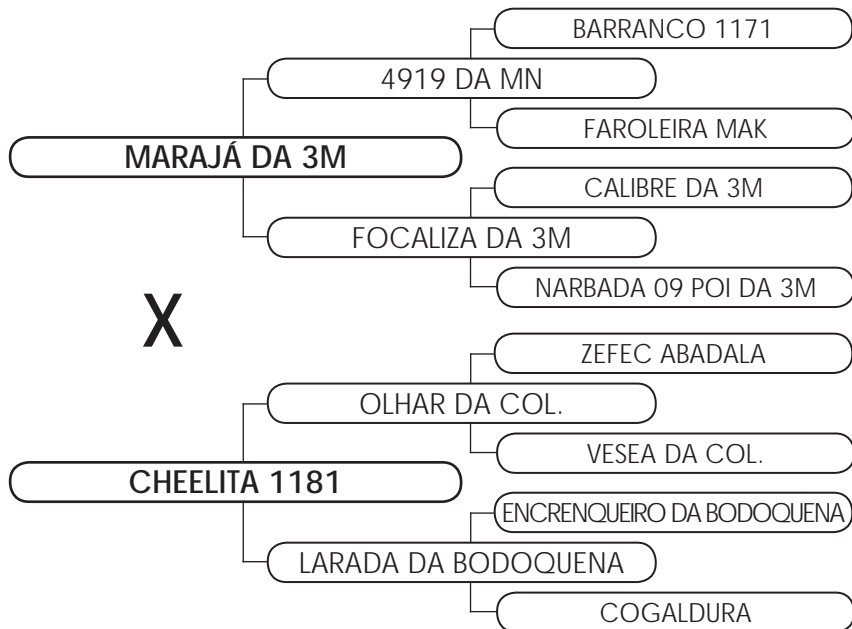 BARRANCO 1171
4919 DA MN
FAROLEIRA MAK
MARAJÁ DA 3M
CALIBRE DA 3M
FOCALIZA DA 3M
NARBADA 09 POI DA 3M
X
ZEFEC ABADALA
OLHAR DA COL.
VESEA DA COL.
CHEELITA 1181
ENCRENQUEIRO DA BODOQUENA
LARADA DA BODOQUENA
COGALDURA